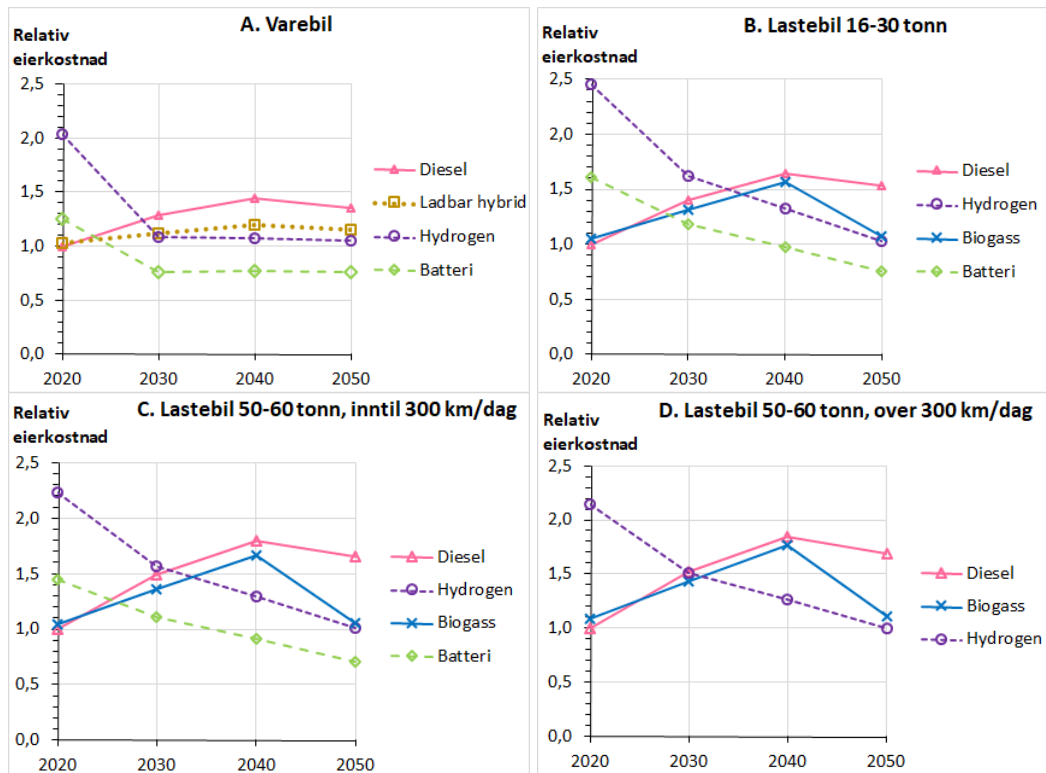 A. Varebil
Relativ
eierkostnad
2,5
2,0
1,5
1,0
0,5
0,0
2020 2030 2040 2050
Diesel
Ladbar hybrid
Hydrogen
Batteri
B. Lastebil 16-30 tonn
Relativ
eierkostnad
2,5
2,0
1,5
1,0
0,5
0,0
2020 2030 2040 2050
Diesel
Hydrogen
Biogass
Batteri
C. Lastebil 50-60 tonn, inntil 300 km/dag
Relativ
eierkostnad
2,5
2,0
1,5
1,0
0,5
0,0
2020 2030 2040 2050
Diesel
Hydrogen
Biogass
Batteri
D. Lastebil 50-60 tonn, over 300 km/dag
Relativ
eierkostnad
2,5
2,0
1,5
1,0
0,5
0,0
2020 2030 2040 2050
Diesel
Biogass
Hydrogen